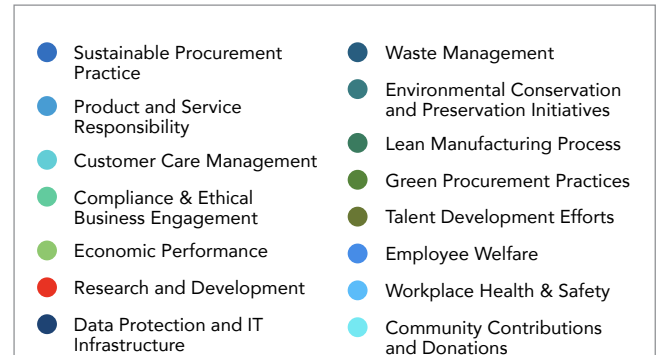 Sustainable Procurement
Practice
Product and Service
Responsibility
Customer Care Management
Compliance & Ethical
Business Engagement
Economic Performance
Research and Development
Data Protection and IT
Infrastructure
Waste Management
Environmental Conservation
and Preservation Initiatives
Lean Manufacturing Process
Green Procurement Practices
Talent Development Efforts
Employee Welfare
Workplace Health & Safety
Community Contributions
and Donations